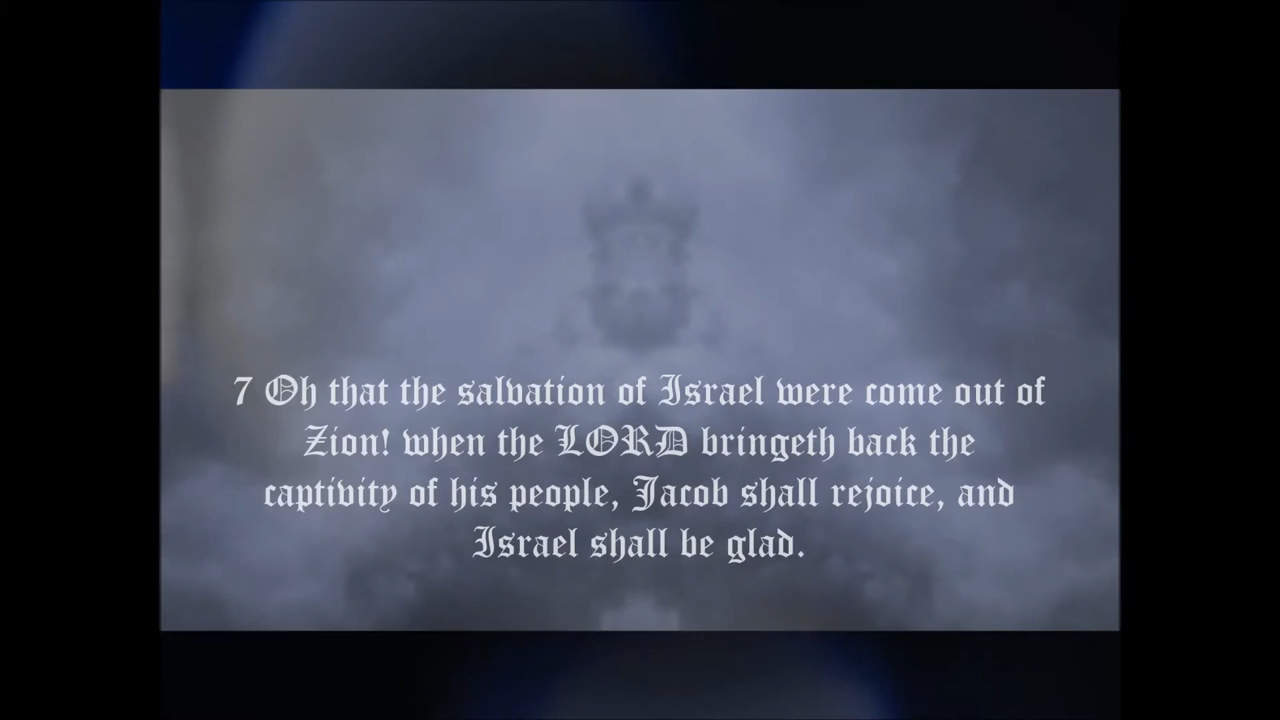 7 Oh that the salvation of Israel were come out of
Zion! when the LORD bringeth back the
captivity of his people, Jacob shall rejoice, and
Israel shall be glad.